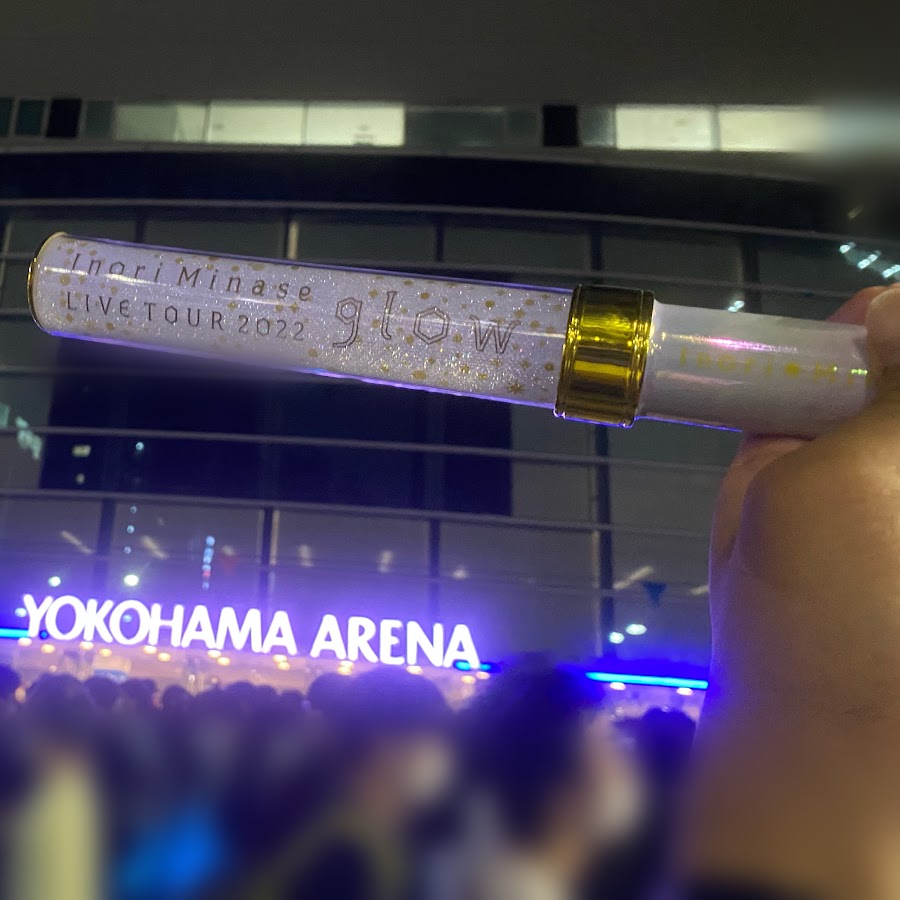 Inori Minase
LIVE TOUR 2022
glow
YOKOHAMA ARENA